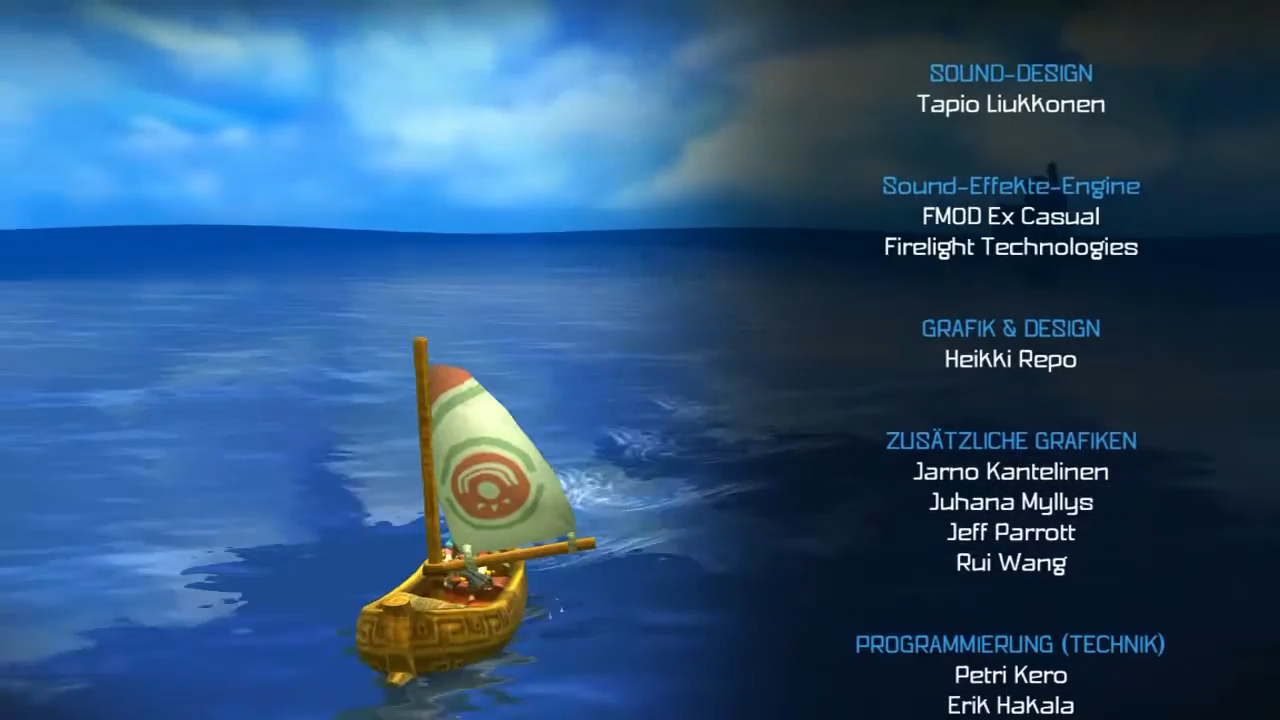 SOUND-DESIGN
Tapio Liukkonen
Sound-Effekte-Engine
FMOD Ex Casual
Firelight Technologies
GRAFIK & DESIGN
Heikki Repo
ZUSÄTZLICHE GRAFIKEN
Jarno Kantelinen
Juhana Myllys
Jeff Parrott
Rui Wang
PROGRAMMIERUNG (TECHNIK)
Petri Kero
Erik Hakala